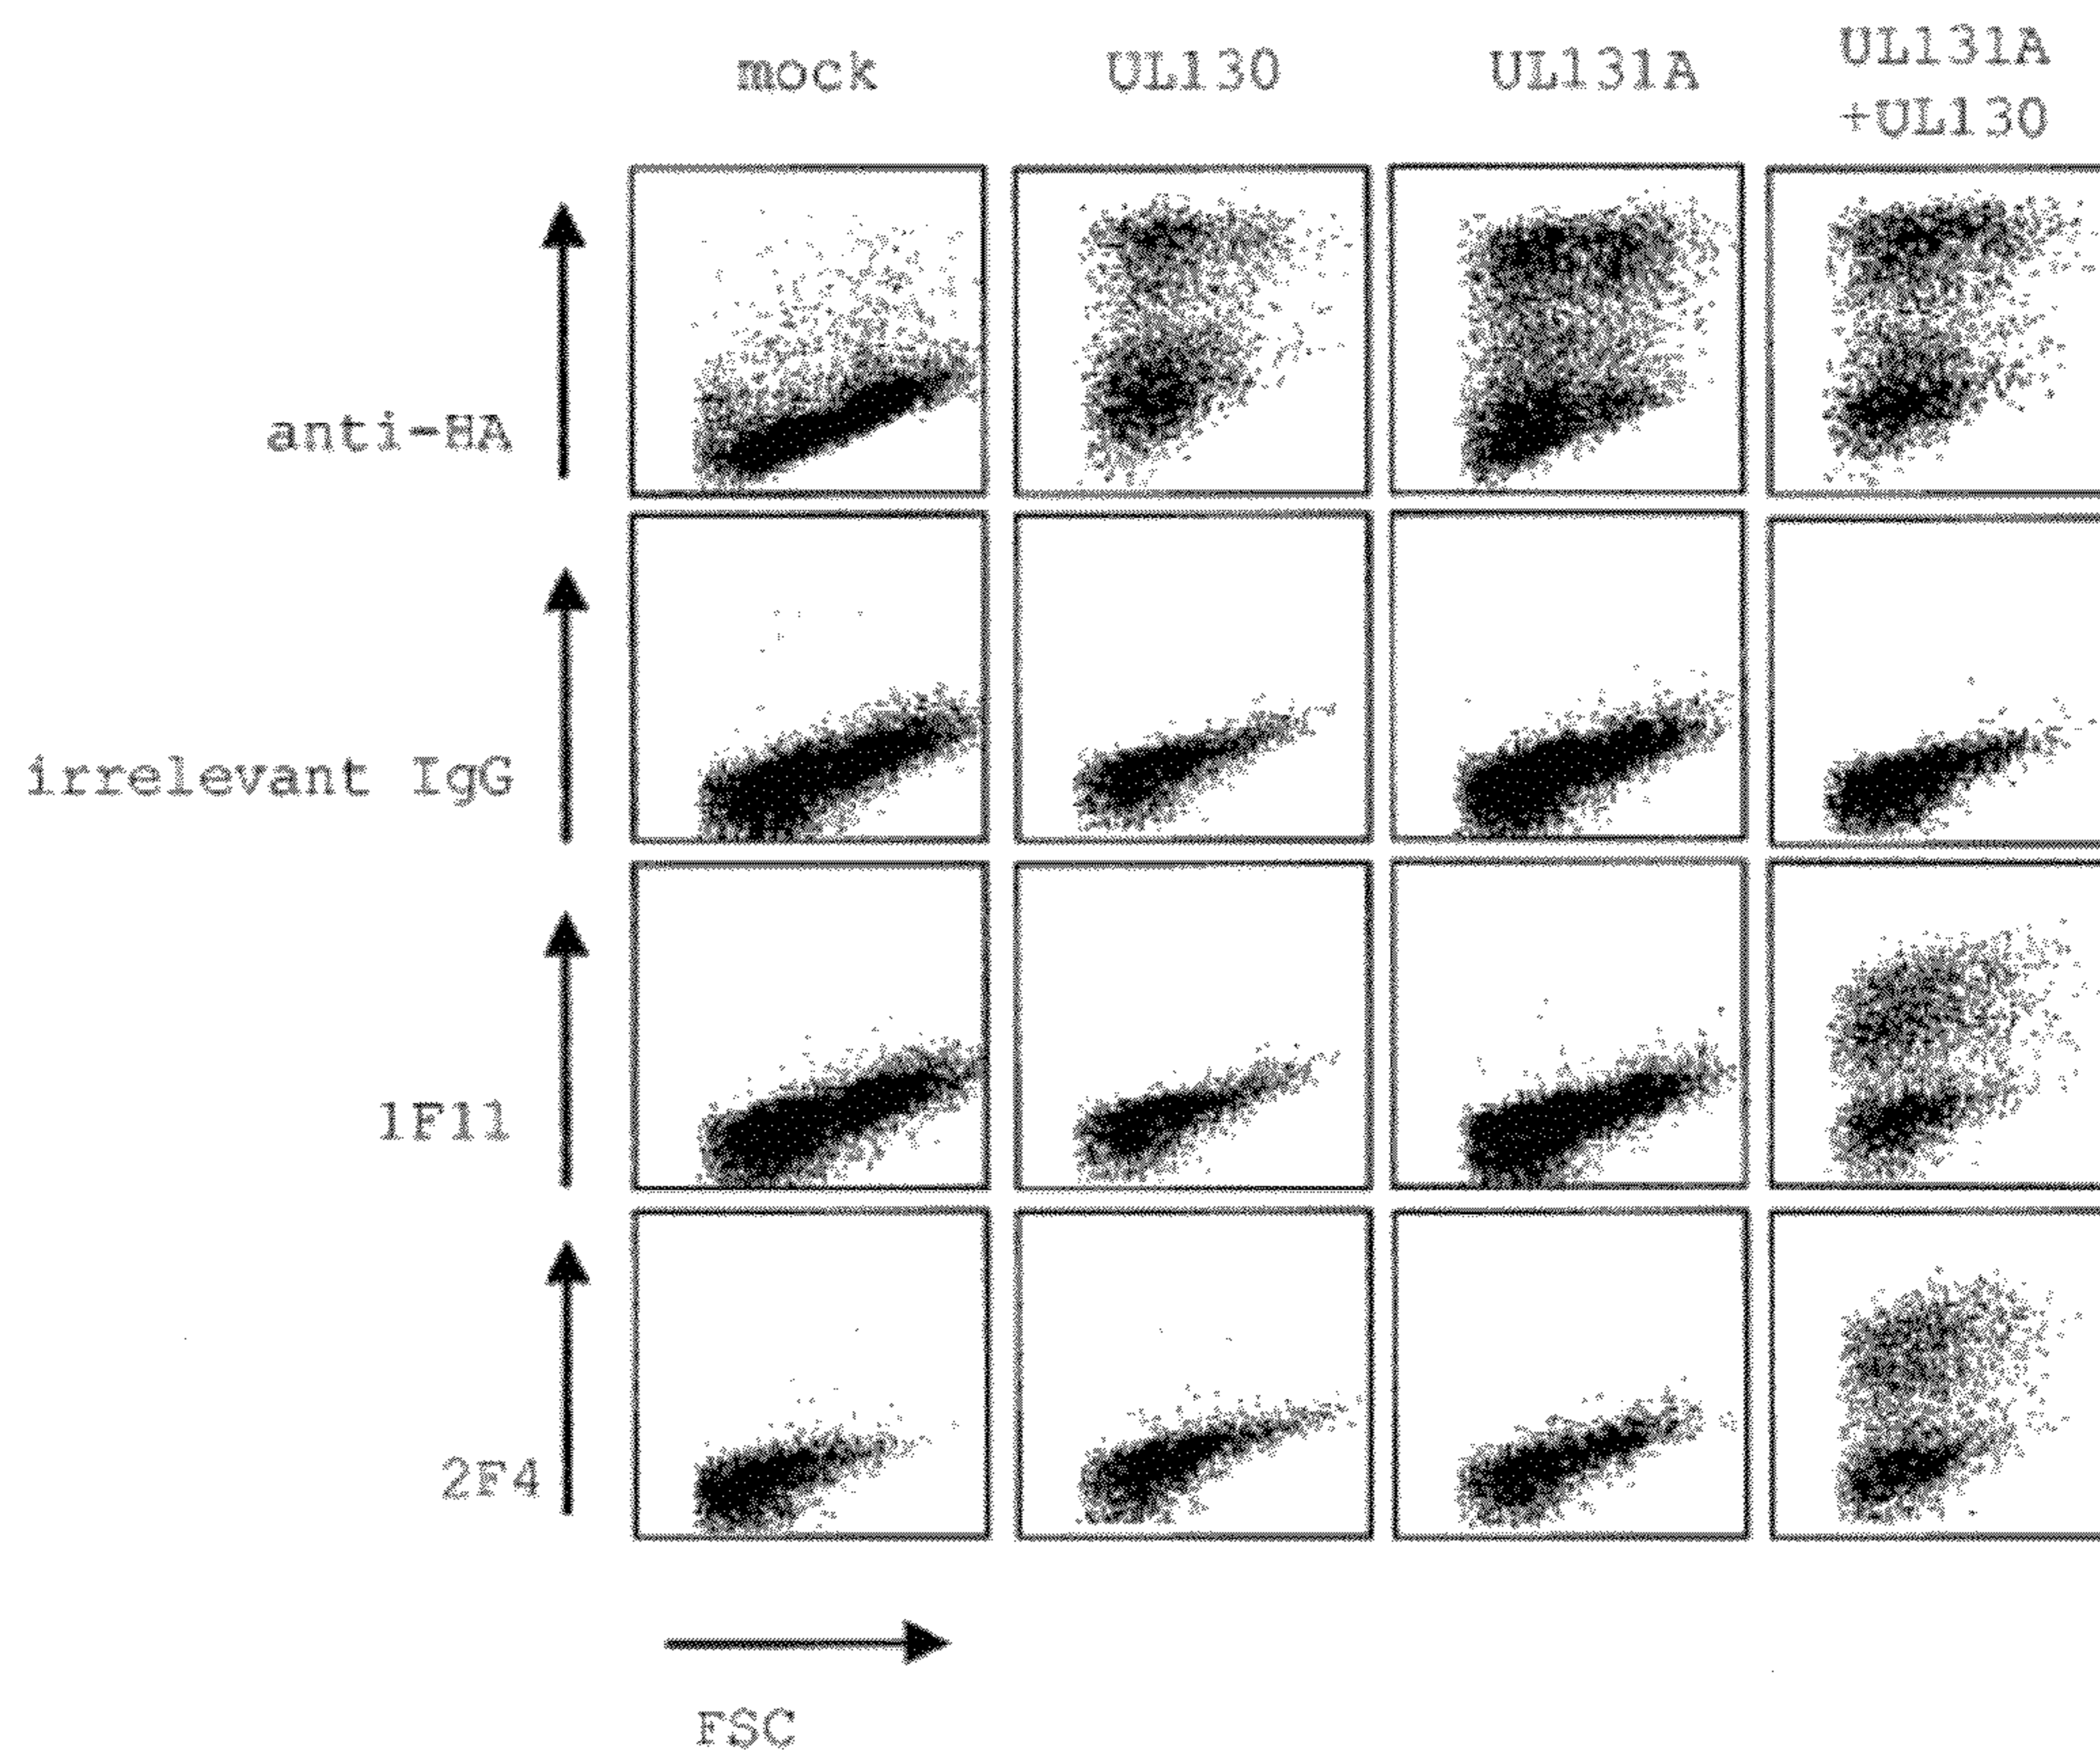 mock
UL130
UL131A
UL131A
+UL130
anti-HA
irrelevant IgG
1F11
2F4
FSC